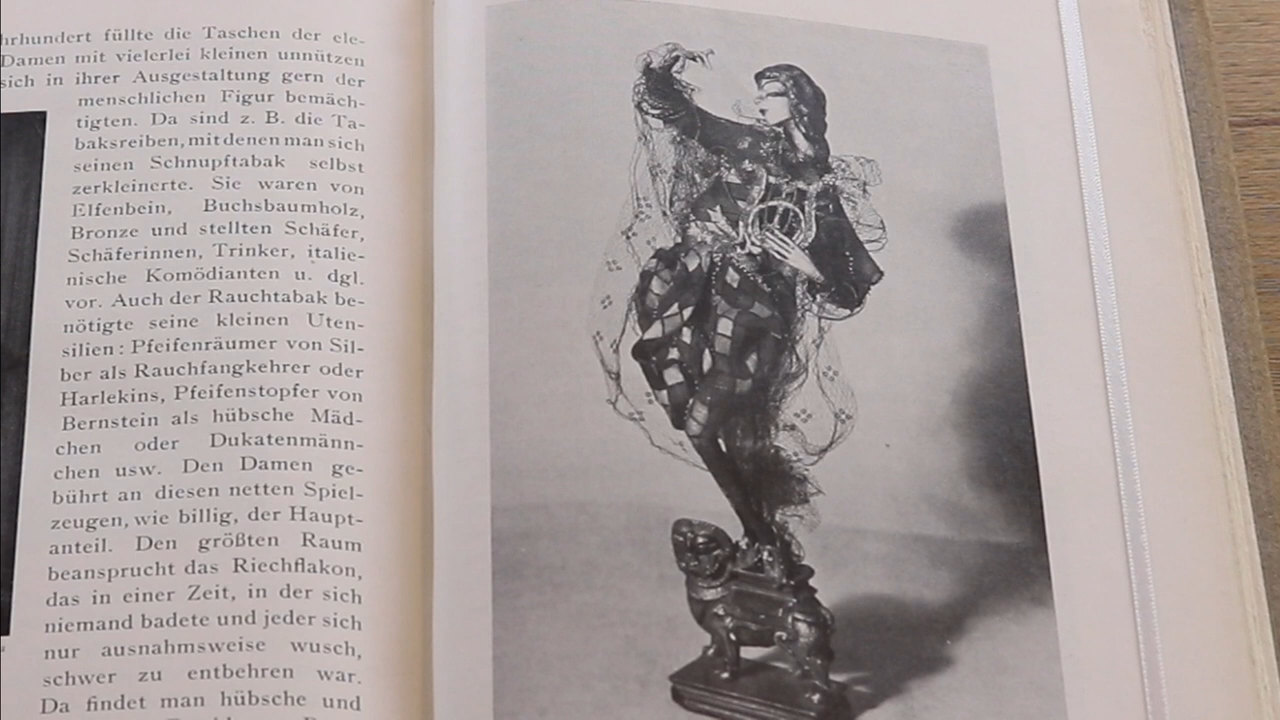 hrhundert füllte die Taschen der ele-
Damen mit vielerlei kleinen unnützen
sich in ihrer Ausgestaltung gern der
menschlichen Figur bemäch-
tigten. Da sind z. B. die Ta-
baksreiben, mit denen man sich
seinen Schnupftabak selbst
zerkleinerte. Sie waren von
Elfenbein, Buchsbaumholz,
Bronze und stellten Schäfer,
Schäferinnen, Trinker, italie-
nische Komödianten u. dgl.
vor. Auch der Rauchtabak be-
nötigte seine kleinen Uten-
silien: Pfeifenräumer von Sil-
ber als Rauchfangkehrer oder
Harlekins, Pfeifenstopfer von
Bernstein als hübsche Mäd-
chen oder Dukatenmänn-
chen usw. Den Damen ge-
bührt an diesen netten Spiel-
zeugen, wie billig, der Haupt-
anteil. Den größten Raum
beansprucht das Riechflakon,
das in einer Zeit, in der sich
niemand badete und jeder sich
nur ausnahmsweise wusch,
schwer zu entbehren war.
Da findet man hübsche und